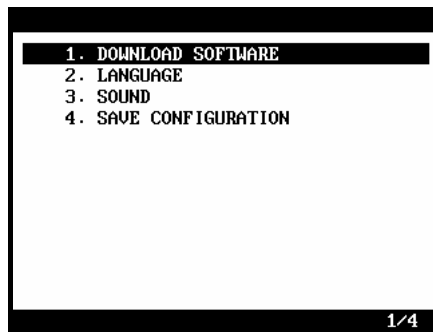 1. DOWNLOAD SOFTWARE
2. LANGUAGE
3. SOUND
4. SAVE CONFIGURATION
1/4